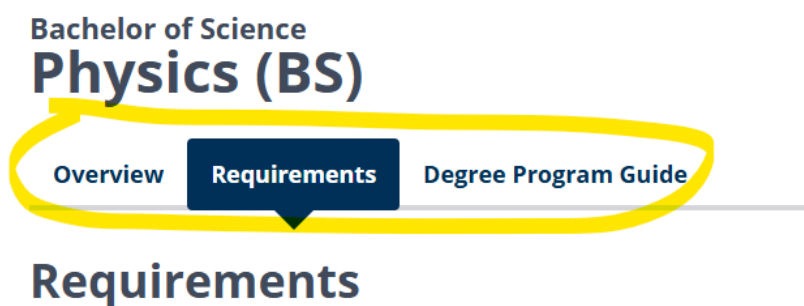 Bachelor of Science
Physics (BS)
Overview Requirements Degree Program Guide
Requirements